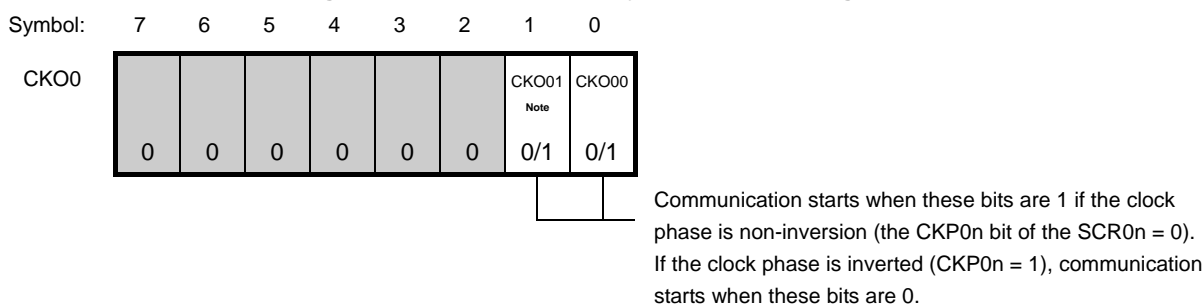 Symbol: 7 6 5 4 3 2 1 0
CKO0 CKO01 CKO00
Note
0 0 0 0 0 0 0/1 0/1
Communication starts when these bits are 1 if the clock
phase is non-inversion (the CKP0n bit of the SCR0n = 0).
If the clock phase is inverted (CKP0n = 1), communication
starts when these bits are 0.